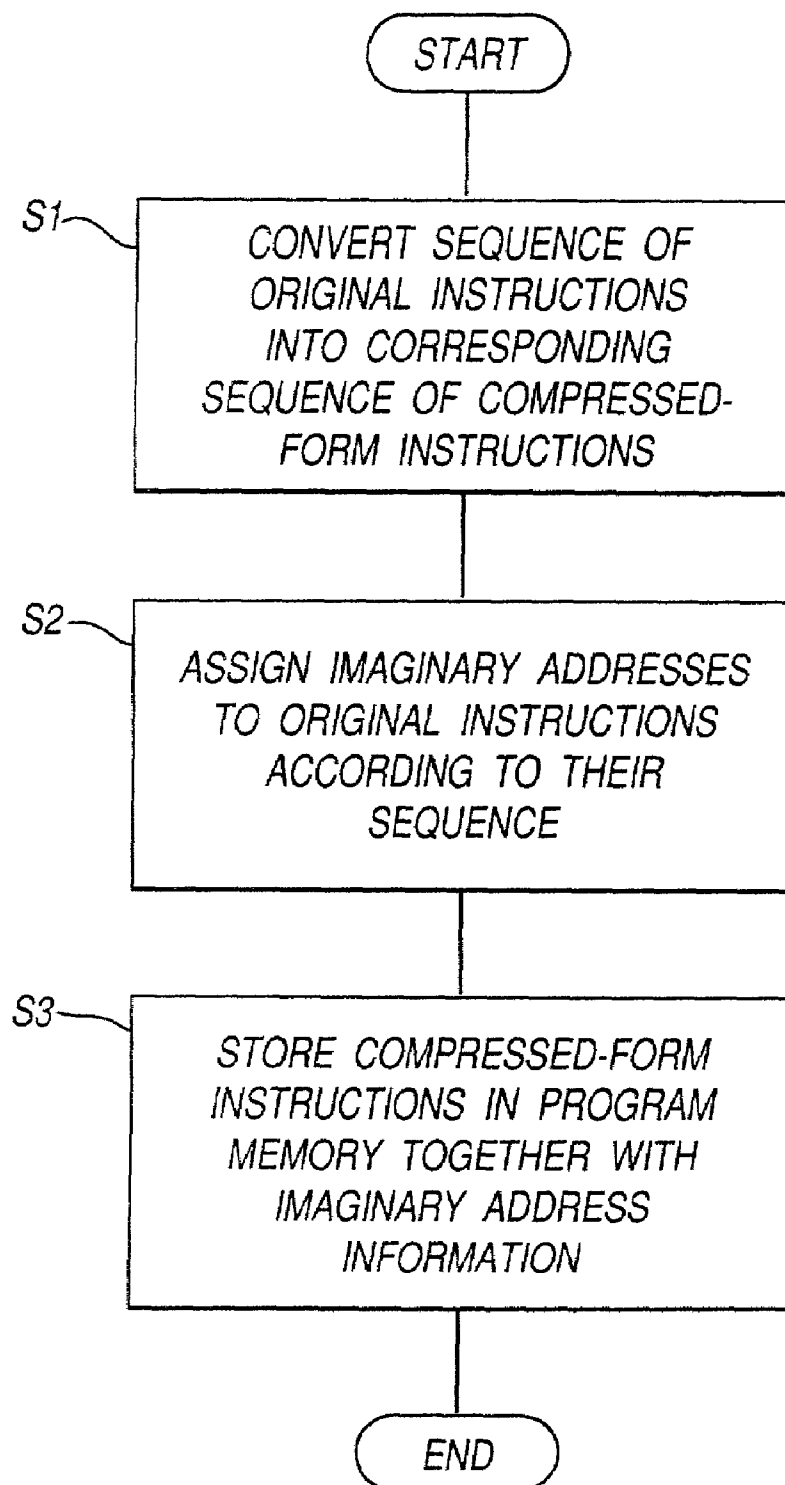 START
S1
CONVERT SEQUENCE OF
ORIGINAL INSTRUCTIONS
INTO CORRESPONDING
SEQUENCE OF COMPRESSED-
FORM INSTRUCTIONS
S2
ASSIGN IMAGINARY ADDRESSES
TO ORIGINAL INSTRUCTIONS
ACCORDING TO THEIR
SEQUENCE
S3
STORE COMPRESSED-FORM
INSTRUCTIONS IN PROGRAM
MEMORY TOGETHER WITH
IMAGINARY ADDRESS
INFORMATION
END